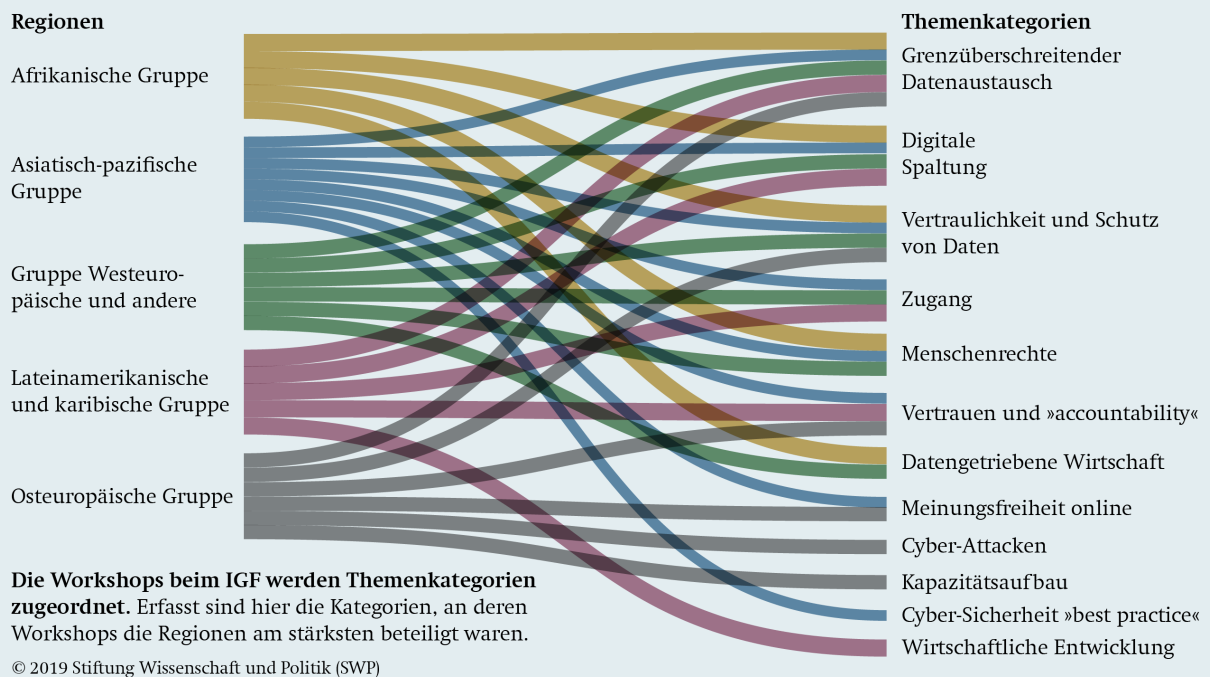 Regionen
Afrikanische Gruppe
Asiatisch-pazifische
Gruppe
Gruppe Westeuro-
päische und andere
Lateinamerikanische
und karibische Gruppe
Osteuropäische Gruppe
Themenkategorien
Grenzüberschreitender
Datenaustausch
Digitale
Spaltung
Vertraulichkeit und Schutz
von Daten
Zugang
Menschenrechte
Vertrauen und »accountability«
Datengetriebene Wirtschaft
Meinungsfreiheit online
Cyber-Attacken
Kapazitätsaufbau
Cyber-Sicherheit »best practice«
Wirtschaftliche Entwicklung
Die Workshops beim IGF werden Themenkategorien
zugeordnet. Erfasst sind hier die Kategorien, an deren
Workshops die Regionen am stärksten beteiligt waren.
© 2019 Stiftung Wissenschaft und Politik (SWP)